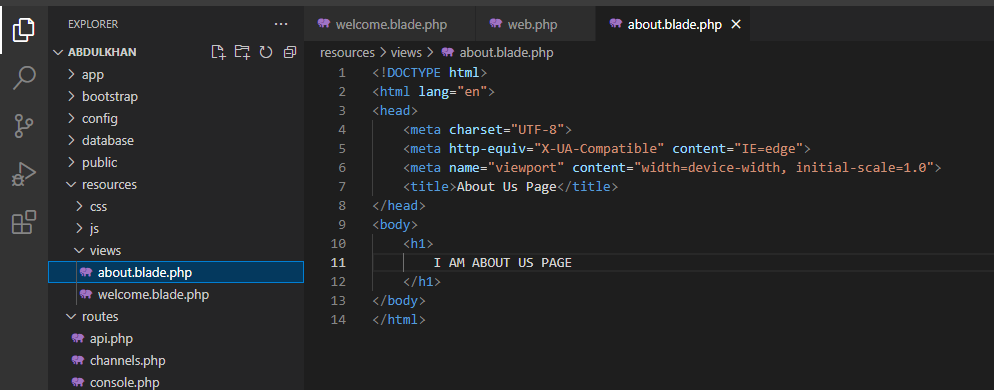 EXPLORER
ABDULKHAN
app
bootstrap
config
database
public
resources
css
js
views
about.blade.php
welcome.blade.php
routes
api.php
channels.php
console.php
welcome.blade.php web.php about.blade.php
resources > views > about.blade.php
1 <!DOCTYPE html>
2 <html lang="en">
3 <head>
4 <meta charset="UTF-8">
5 <meta http-equiv="X-UA-Compatible" content="IE=edge">
6 <meta name="viewport" content="width=device-width, initial-scale=1.0">
7 <title>About Us Page</title>
8 </head>
9 <body>
10 <h1>
11 I AM ABOUT US PAGE
12 </h1>
13 </body>
14 </html>